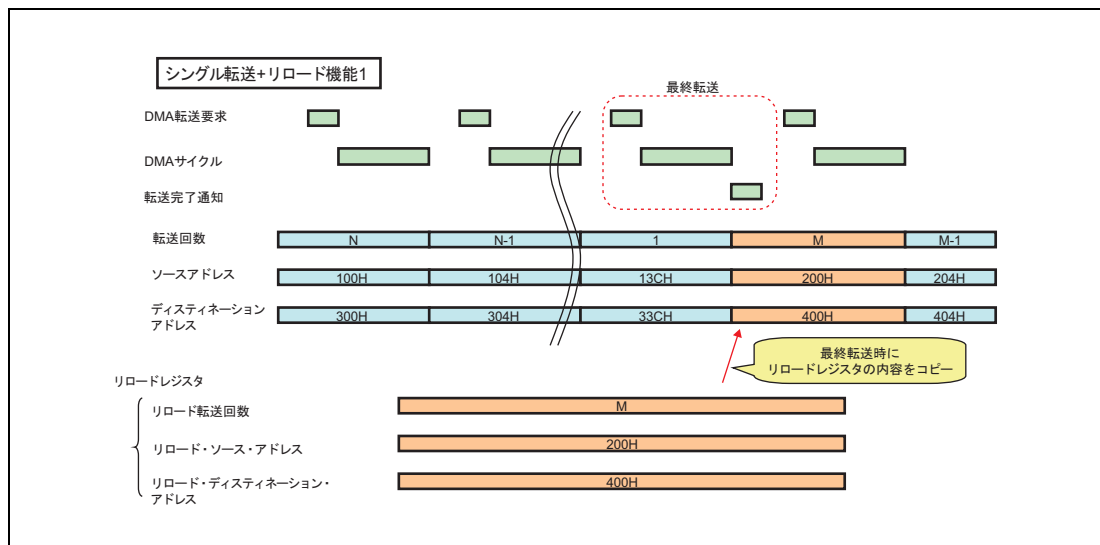 シングル転送+リロード機能1
最終転送
DMA転送要求
DMAサイクル
転送完了通知
転送回数 N N-1 1 M M-1
ソースアドレス 100H 104H 13CH 200H 204H
ディスティネーション
アドレス 300H 304H 33CH 400H 404H
最終転送時に
リロードレジスタの内容をコピー
リロードレジスタ
リロード転送回数 M
リロード・ソース・アドレス 200H
リロード・ディスティネーション・
アドレス 400H